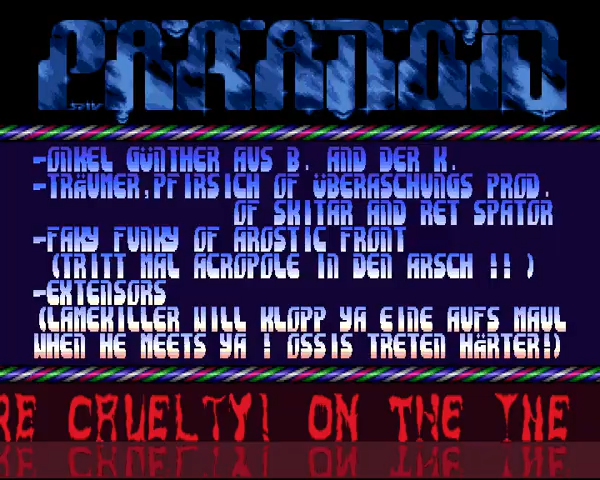 PARANOID
-ONKEL GÜNTHER AUS B. AND DER K.
-TRÄUMER,PFIRSICH OF ÜBERASCHUNGS PROD.
OF SKITAR AND RET SPATOR
-FAKY FUNKY OF AROSTIC FRONT
(TRITT MAL ACROPOLE IN DEN ARSCH !! )
-EXTENSORS
(LAMEKILLER WILL KLOPP YA EINE AUFS MAUL
WHEN HE MEETS YA ! OSSIS TRETEN HÄRTER!)
RE CRUELTY! ON THE YNE